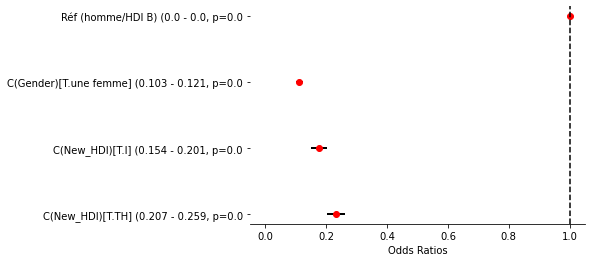 Réf (homme/HDI B) (0.0 - 0.0, p=0.0
C(Gender)[T.une femme] (0.103 - 0.121, p=0.0
C(New_HDI)[T.I] (0.154 - 0.201, p=0.0
C(New_HDI)[T.TH] (0.207 - 0.259, p=0.0
0.0 0.2 0.4 0.6 0.8 1.0
Odds Ratios